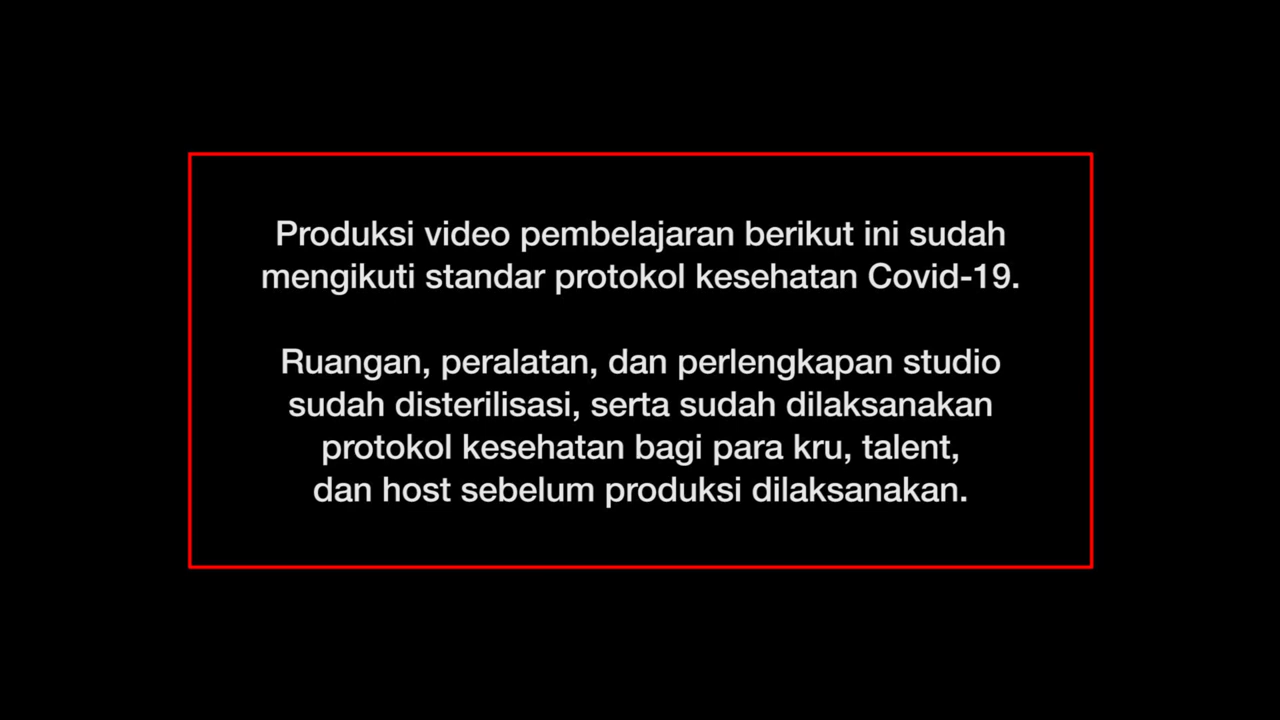 Produksi video pembelajaran berikut ini sudah
mengikuti standar protokol kesehatan Covid-19.
Ruangan, peralatan, dan perlengkapan studio
sudah disterilisasi, serta sudah dilaksanakan
protokol kesehatan bagi para kru, talent,
dan host sebelum produksi dilaksanakan.